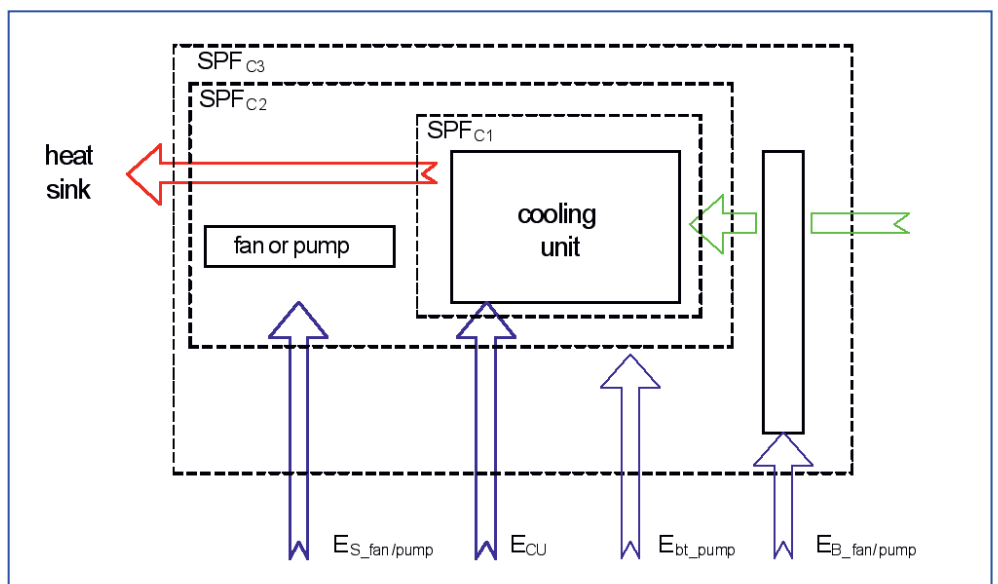 SPF C3
SPF C2
SPF C1
heat
sink
cooling
unit
fan or pump
E S_fan/pump
E CU
E bt_pump
E B_fan/pump